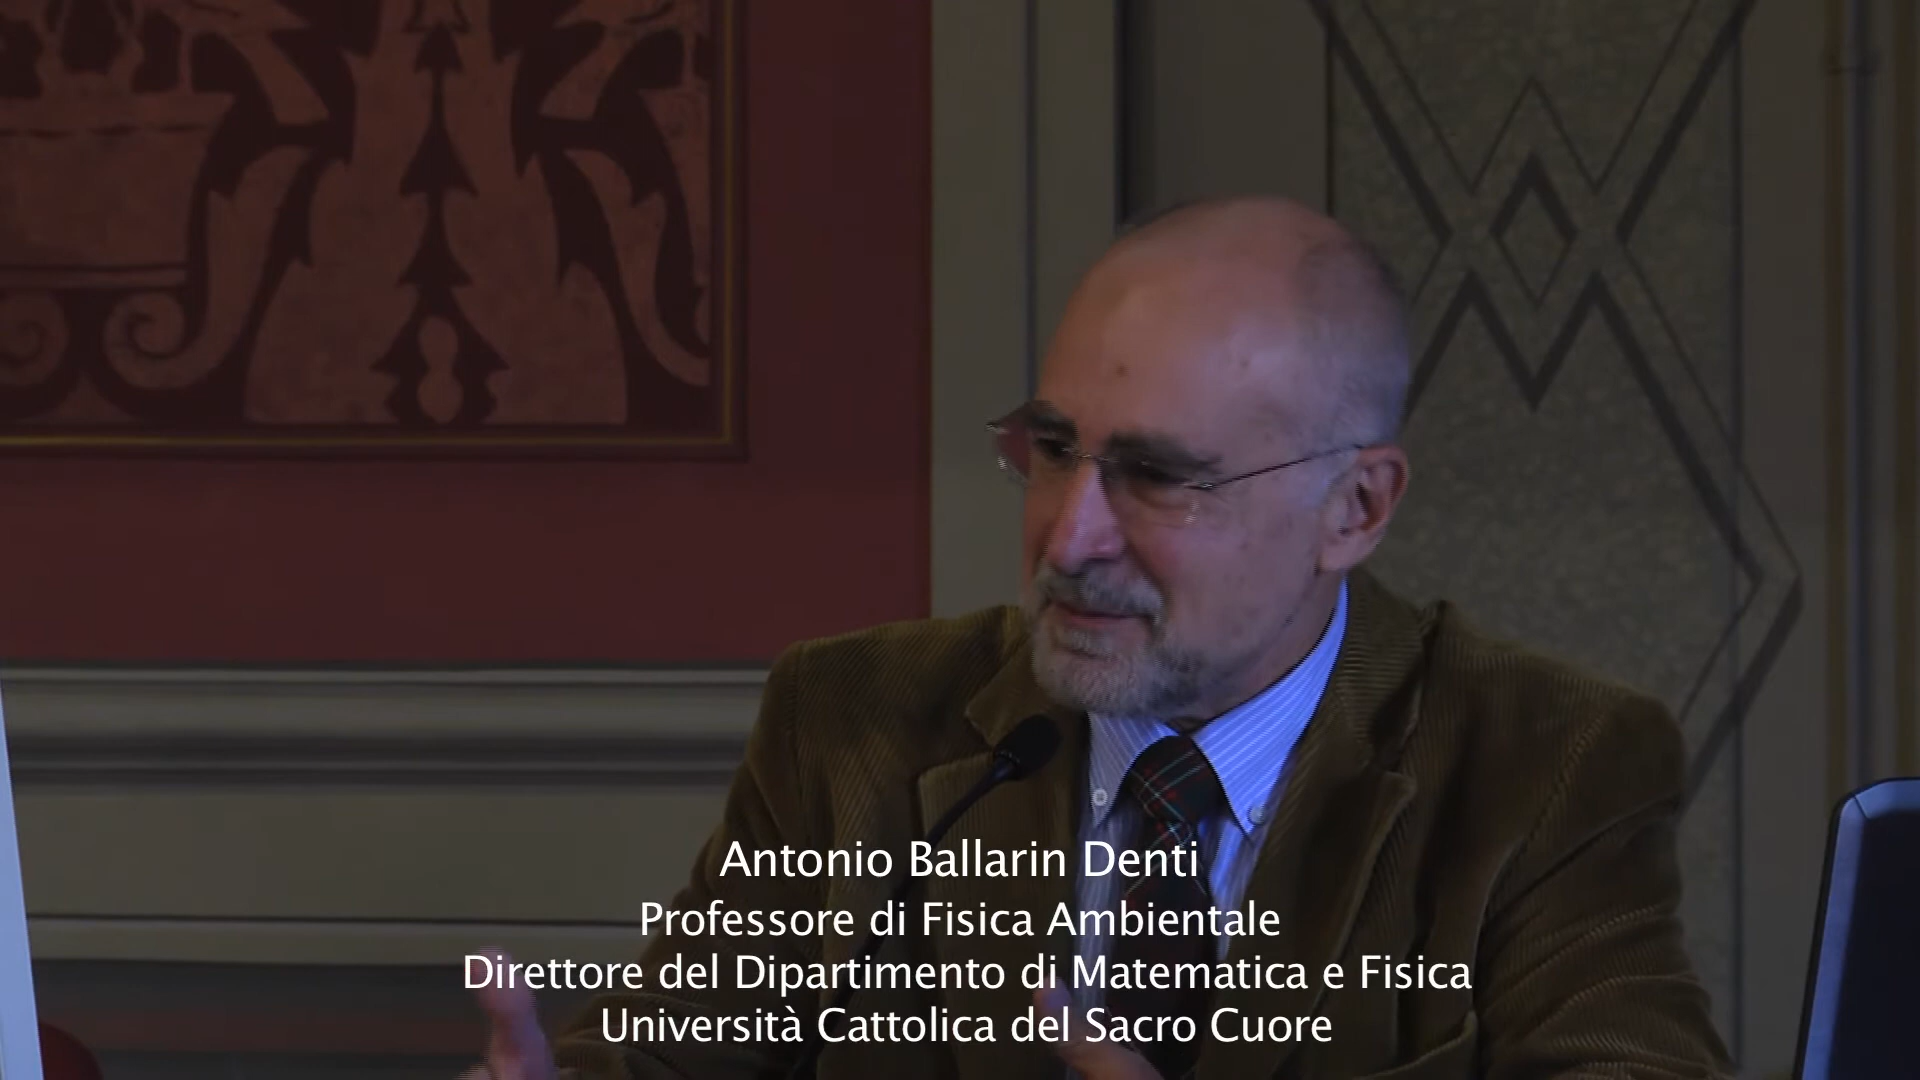 Antonio Ballarin Denti
Professore di Fisica Ambientale
Direttore del Dipartimento di Matematica e Fisica
Università Cattolica del Sacro Cuore